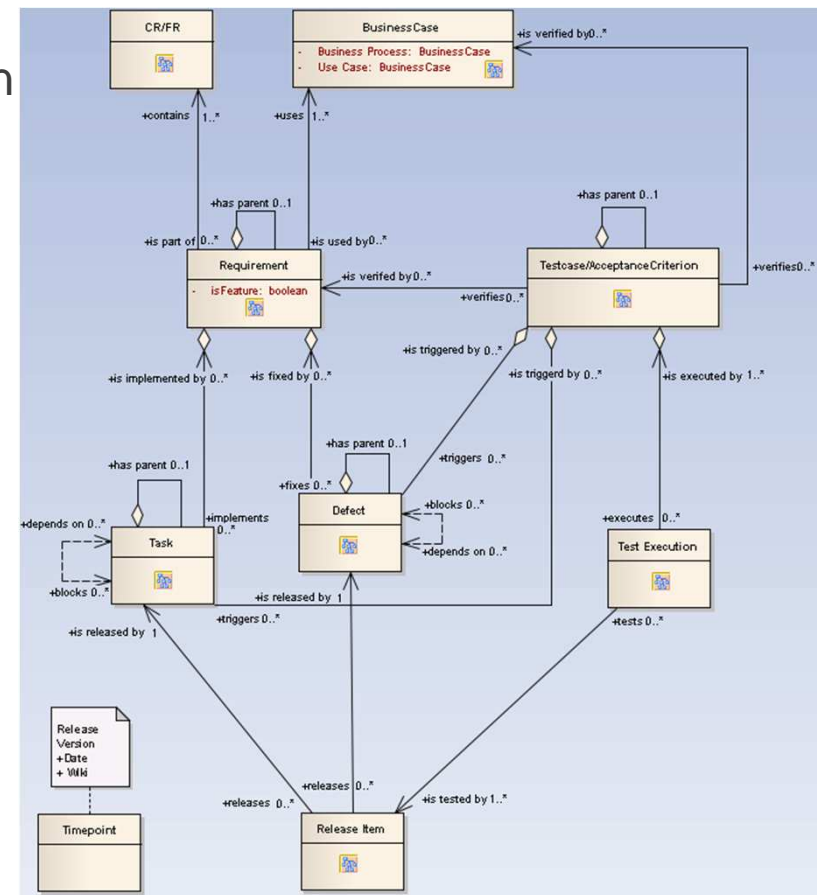 n
CR/FR
BusinessCase
- Business Process: BusinessCase
- Use Case: BusinessCase
+is verified by0..*
+contains 1..*
+uses 1..*
+has parent 0..1
+has parent 0..1
+is part of 0..*
+is used by0..*
Requirement
- isFeature: boolean
+is verifed by0..*
+verifies0..*
Testcase/AcceptanceCriterion
+verifies0..*
+is triggered by 0..*
+is implemented by 0..*
+is fixed by 0..*
+is triggerd by 0..*
+is executed by 1..*
+has parent 0..1
+triggers 0..*
+has parent 0..1
+fixes 0..*
+depends on 0..*
+implements
0..*
Defect
+blocks 0..*
+depends on 0..*
+executes 0..*
Task
Test Execution
+blocks 0..*
+is released by 1
+triggers 0..*
+tests 0..*
+is released by 1
Release
Version
+Date
+ Wiki
+releases 0..*
+releases 0..*
+is tested by 1..*
Timepoint
Release Item